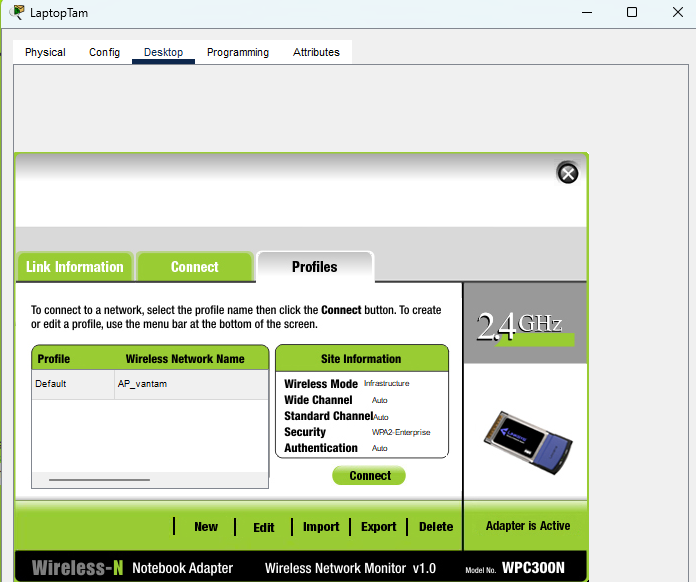 LaptopTam
Physical Config Desktop Programming Attributes
Link Information Connect Profiles
To connect to a network, select the profile name then click the Connect button. To create
or edit a profile, use the menu bar at the bottom of the screen.
2.4GHz
Profile Wireless Network Name
Default AP_vantam
Site Information
Wireless Mode Infrastructure
Wide Channel Auto
Standard Channel Auto
Security WPA2-Enterprise
Authentication Auto
Connect
New Edit Import Export Delete
Adapter is Active
Wireless-N Notebook Adapter Wireless Network Monitor v1.0 Model No. WPC300N